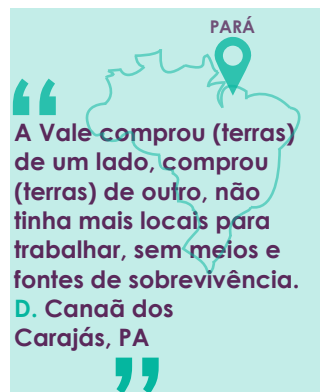 PARÁ
“
A Vale comprou (terras)
de um lado, comprou
(terras) de outro, não
tinha mais locais para
trabalhar, sem meios e
fontes de sobrevivência.
D. Canaã dos
Carajás, PA
”